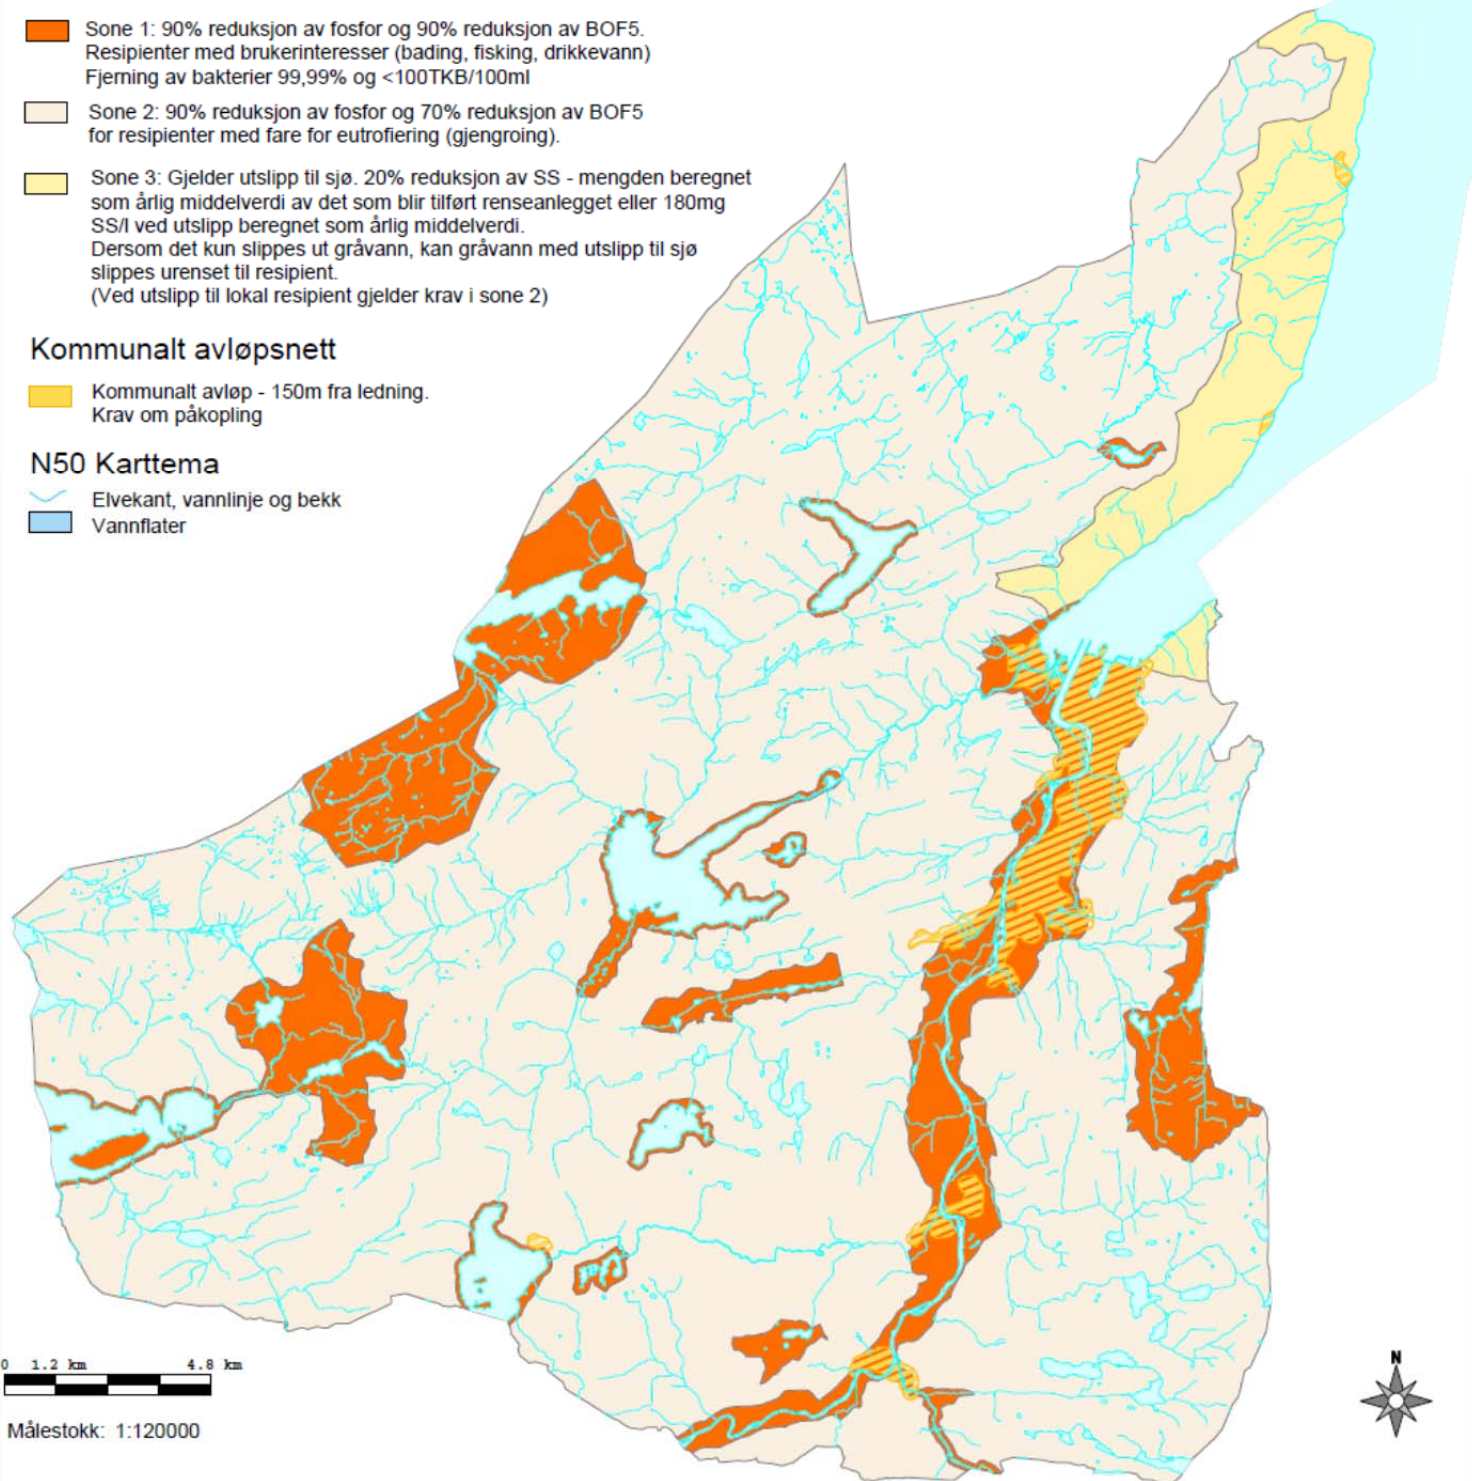 Sone 1: 90% reduksjon av fosfor og 90% reduksjon av BOF5.
Resipienter med brukerinteresser (bading, fisking, drikkevann)
Fjerning av bakterier 99,99% og <100TKB/100ml
Sone 2: 90% reduksjon av fosfor og 70% reduksjon av BOF5
for resipienter med fare for eutrofiering (gjengroing).
Sone 3: Gjelder utslipp til sjø. 20% reduksjon av SS - mengden beregnet
som årlig middelverdi av det som blir tilført renseanlegget eller 180mg
SS/l ved utslipp beregnet som årlig middelverdi.
Dersom det kun slippes ut gråvann, kan gråvann med utslipp til sjø
slippes urenset til resipient.
(Ved utslipp til lokal resipient gjelder krav i sone 2)
Kommunalt avløpsnett
Kommunalt avløp - 150m fra ledning.
Krav om påkopling
N50 Karttema
Elvekant, vannlinje og bekk
Vannflater
0 1.2 km 4.8 km
Målestokk: 1:120000
N